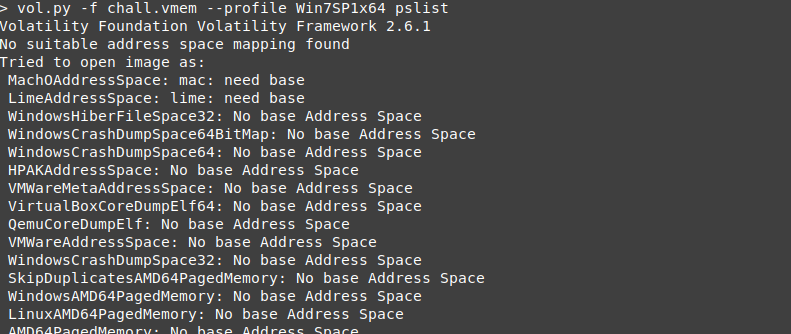 > vol.py -f chall.vmem --profile Win7SP1x64 pslist
Volatility Foundation Volatility Framework 2.6.1
No suitable address space mapping found
Tried to open image as:
MachOAddressSpace: mac: need base
LimeAddressSpace: lime: need base
WindowsHiberFileSpace32: No base Address Space
WindowsCrashDumpSpace64BitMap: No base Address Space
WindowsCrashDumpSpace64: No base Address Space
HPAKAddressSpace: No base Address Space
VMWareMetaAddressSpace: No base Address Space
VirtualBoxCoreDumpElf64: No base Address Space
QemuCoreDumpElf: No base Address Space
VMWareAddressSpace: No base Address Space
WindowsCrashDumpSpace32: No base Address Space
SkipDuplicatesAMD64PagedMemory: No base Address Space
WindowsAMD64PagedMemory: No base Address Space
LinuxAMD64PagedMemory: No base Address Space
AMD64PagedMemory: No base Address Space